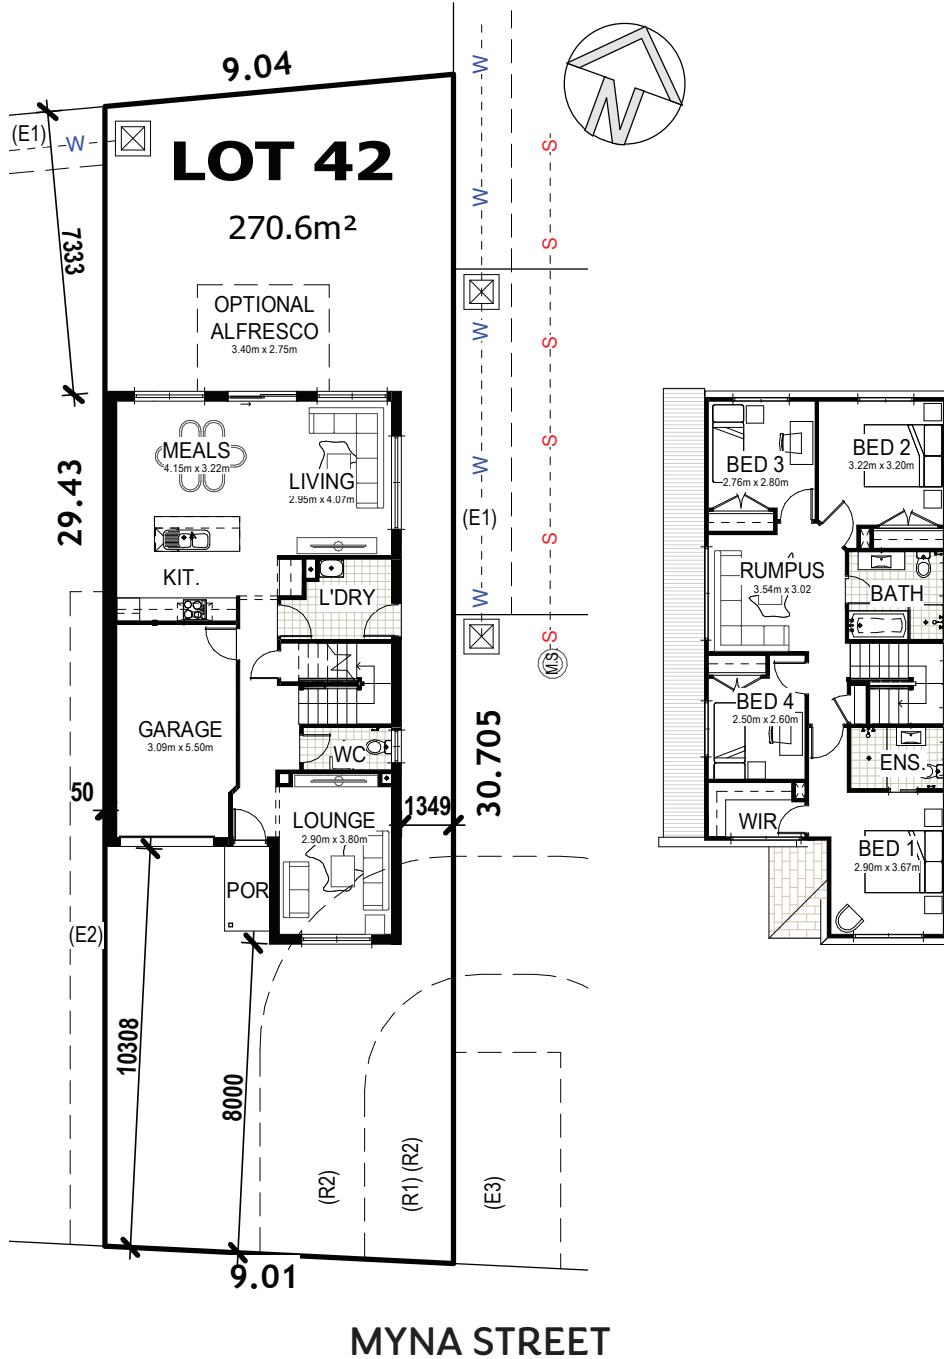 9.04
(E1)
W
W
LOT 42
270.6m²
W
S
S
7333
OPTIONAL
ALFRESCO
3.40m x 2.75m
W
S
29.43
MEALS
4.15m x 3.22m
LIVING
2.95m x 4.07m
W
S
(E1)
S
KIT.
L'DRY
W
S
M.S
GARAGE
3.09m x 5.50m
WC
30.705
50
1349
LOUNGE
2.90m x 3.80m
POR
(E2)
10308
8000
(R2)
(R1) (R2)
(E3)
9.01
N
BED 3
2.76m x 2.80m
BED 2
3.22m x 3.20m
RUMPUS
3.54m x 3.02
BATH
BED 4
2.50m x 2.60m
ENS.
WIR
BED 1
2.90m x 3.67m
MYNA STREET